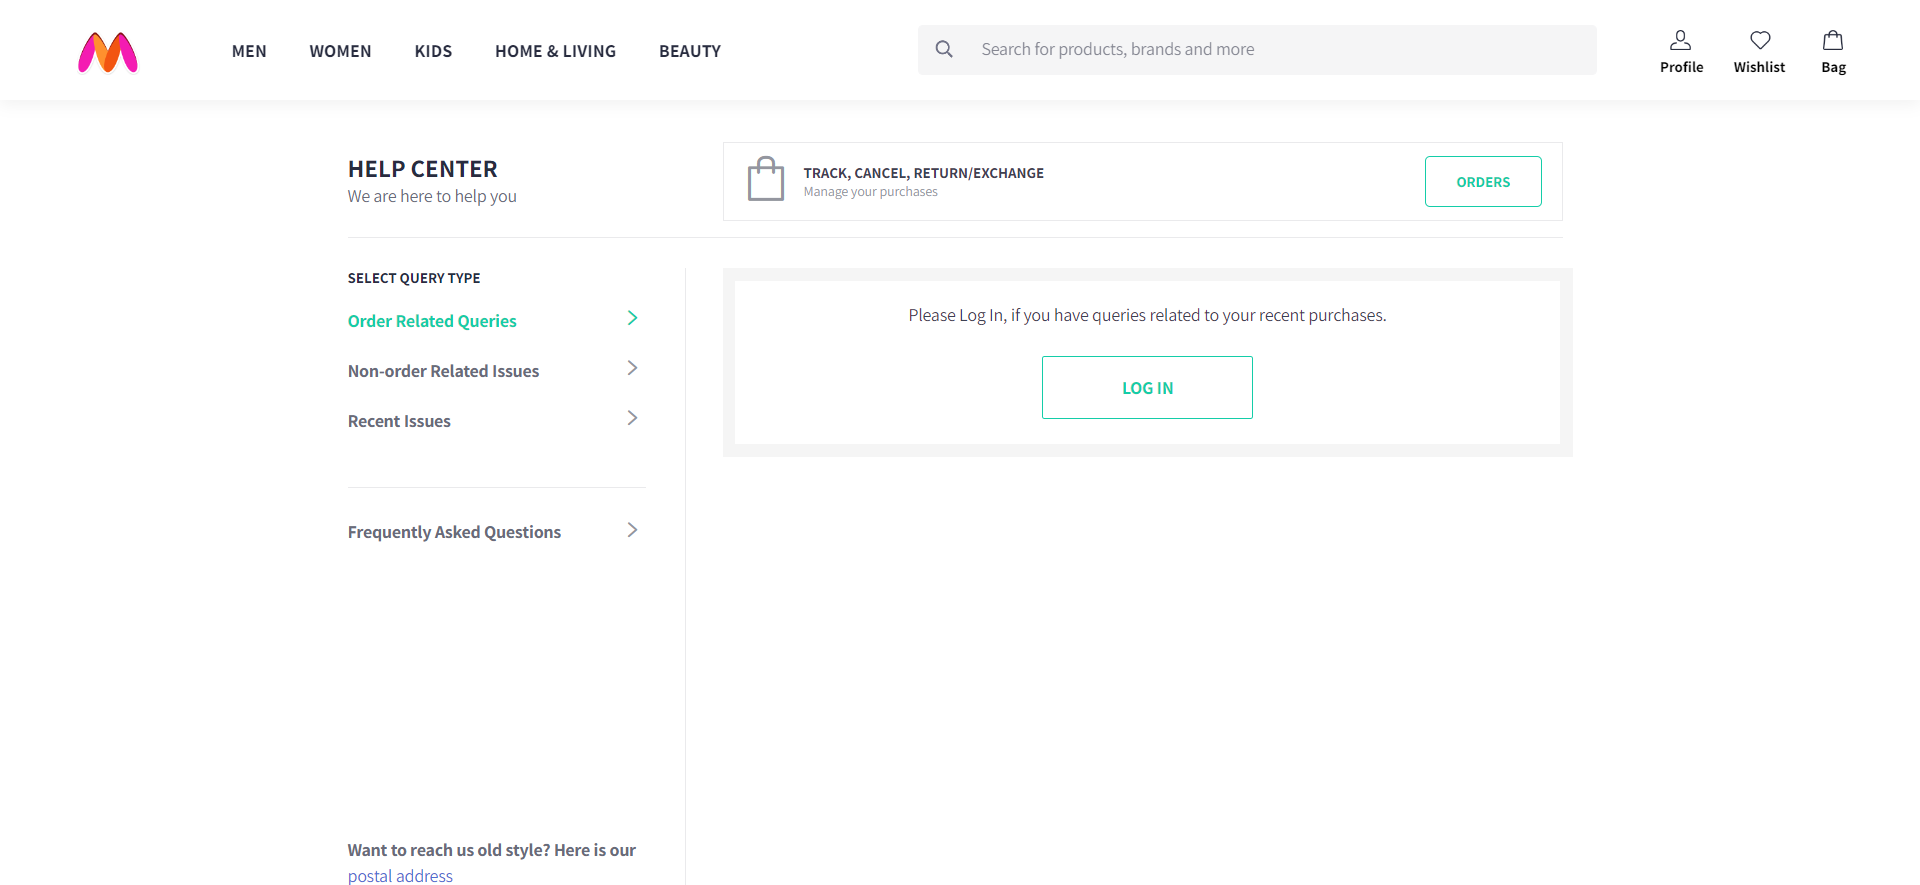 MEN WOMEN KIDS HOME & LIVING BEAUTY Search for products, brands and more Profile Wishlist Bag
HELP CENTER
We are here to help you
TRACK, CANCEL, RETURN/EXCHANGE
Manage your purchases
ORDERS
SELECT QUERY TYPE
Order Related Queries
Non-order Related Issues
Recent Issues
Frequently Asked Questions
Want to reach us old style? Here is our
postal address
Please Log In, if you have queries related to your recent purchases.
LOG IN